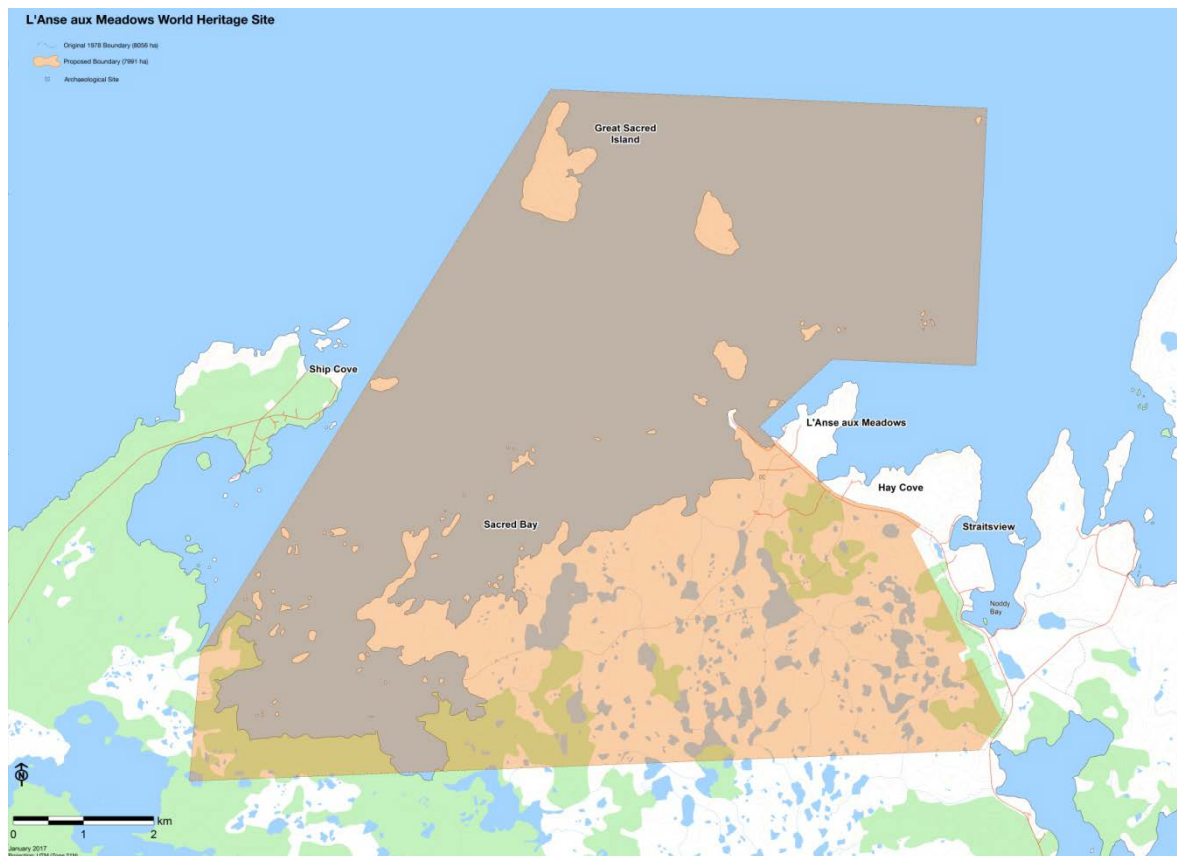 L'Anse aux Meadows World Heritage Site
Original 1978 Boundary (8056 ha)
Proposed Boundary (7991 ha)
Archaeological Site
Great Sacred
Island
Ship Cove
L'Anse aux Meadows
Hay Cove
Sacred Bay
Straitsview
Noddy
Bay
N
km
0 1 2
January 2017